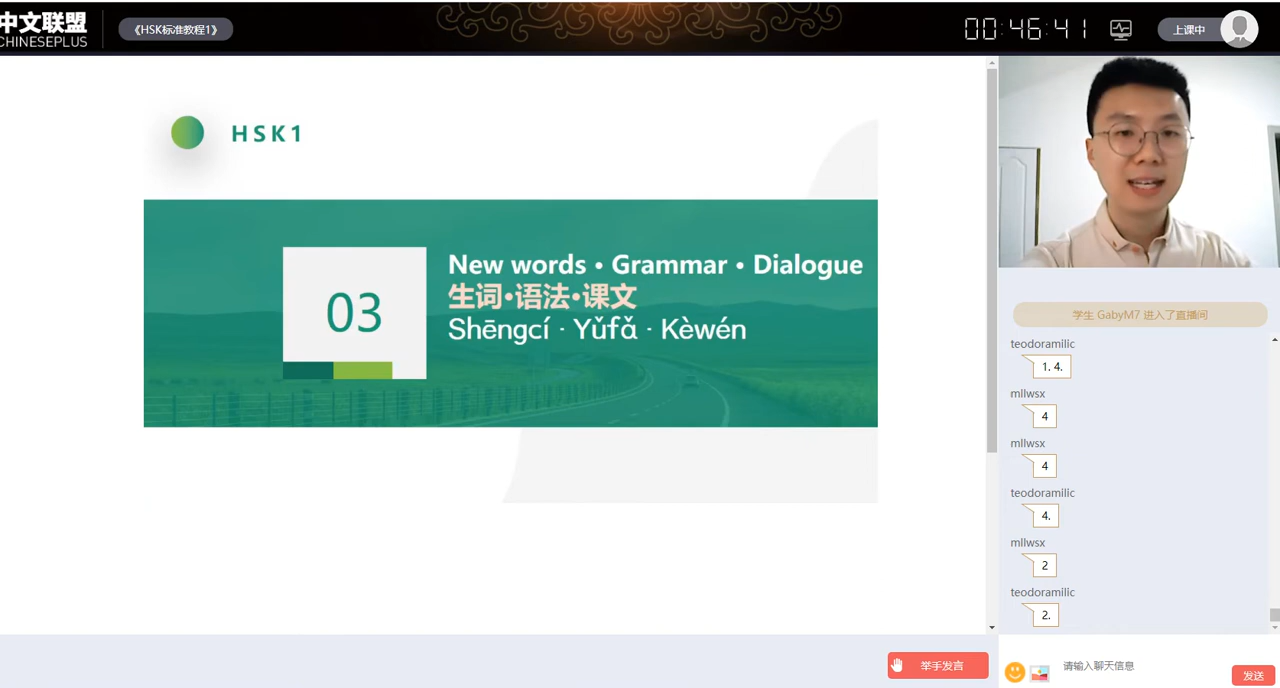 中文联盟
CHINESEPLUS
《HSK标准教程1》
00:46:41
上课中
HSK1
03
New words • Grammar • Dialogue
生词•语法•课文
Shēngcí · Yǔfǎ · Kèwén
学生 GabyM7 进入了直播间
teodoramilic
1. 4.
mllwsx
4
mllwsx
4
teodoramilic
4.
mllwsx
2
teodoramilic
2.
举手发言
请输入聊天信息
发送